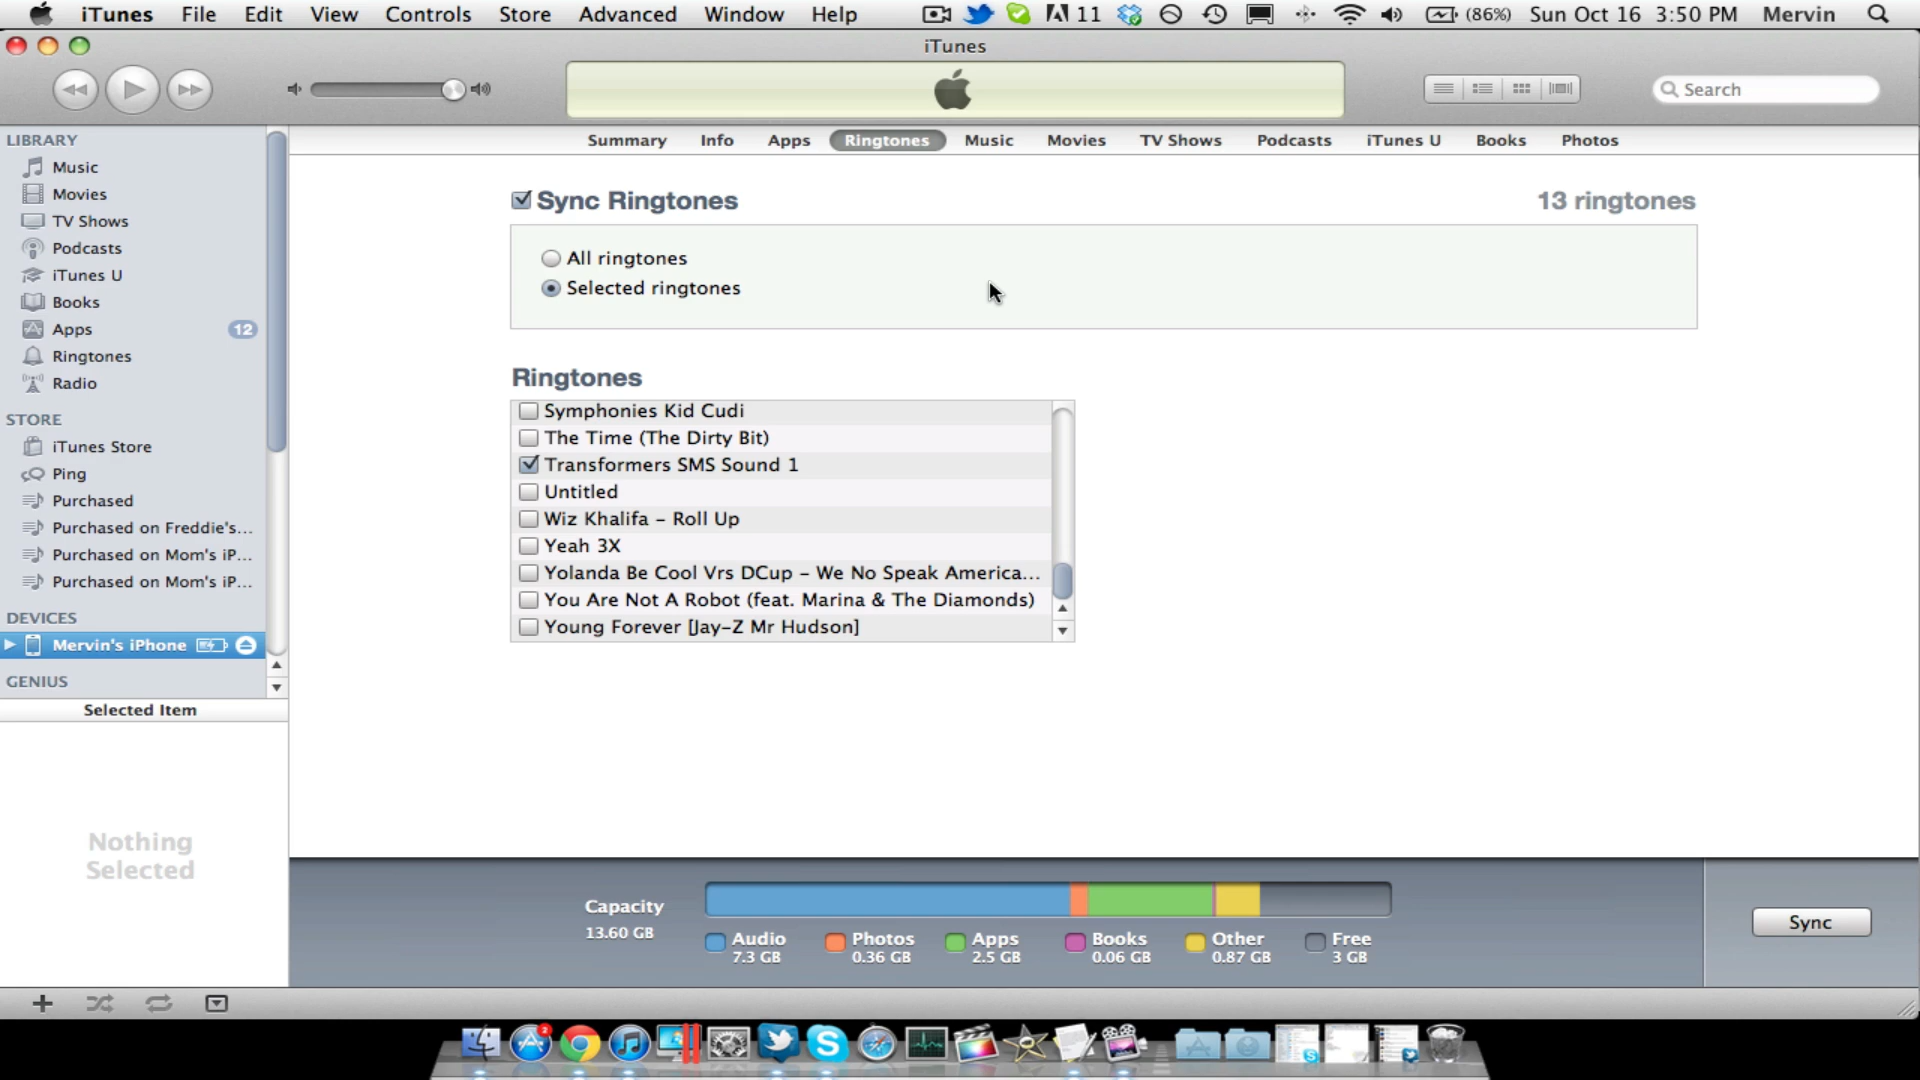 iTunes File Edit View Controls Store Advanced Window Help 11 (86%) Sun Oct 16 3:50 PM Mervin
iTunes
Search
Summary Info Apps Ringtones Music Movies TV Shows Podcasts iTunes U Books Photos
LIBRARY
Music
Movies
TV Shows
Podcasts
iTunes U
Books
Apps 12
Ringtones
Radio
STORE
iTunes Store
Ping
Purchased
Purchased on Freddie's...
Purchased on Mom's iP...
Purchased on Mom's iP...
DEVICES
Mervin's iPhone
GENIUS
Selected Item
Nothing
Selected
Sync Ringtones
13 ringtones
All ringtones
Selected ringtones
Ringtones
Symphonies Kid Cudi
The Time (The Dirty Bit)
Transformers SMS Sound 1
Untitled
Wiz Khalifa – Roll Up
Yeah 3X
Yolanda Be Cool Vrs DCup – We No Speak America...
You Are Not A Robot (feat. Marina & The Diamonds)
Young Forever [Jay-Z Mr Hudson]
Capacity
13.60 GB
Audio
7.3 GB
Photos
0.36 GB
Apps
2.5 GB
Books
0.06 GB
Other
0.87 GB
Free
3 GB
Sync
2